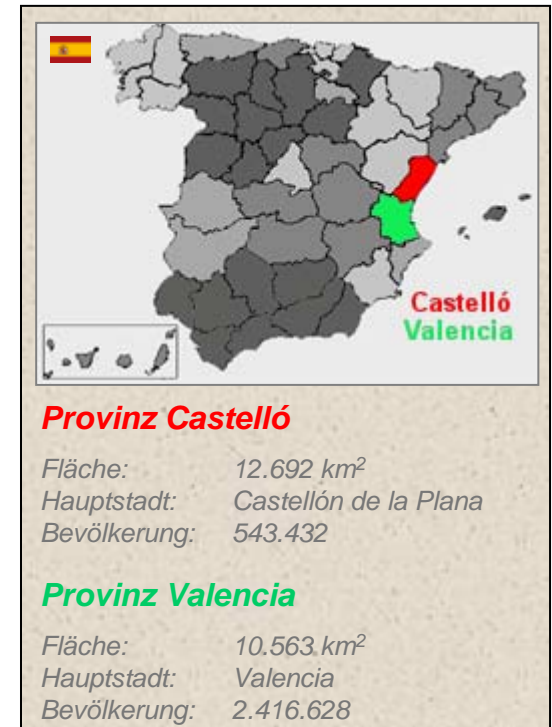 Castelló
Valencia
Provinz Castelló
Fläche: 12.692 km²
Hauptstadt: Castellón de la Plana
Bevölkerung: 543.432
Provinz Valencia
Fläche: 10.563 km²
Hauptstadt: Valencia
Bevölkerung: 2.416.628